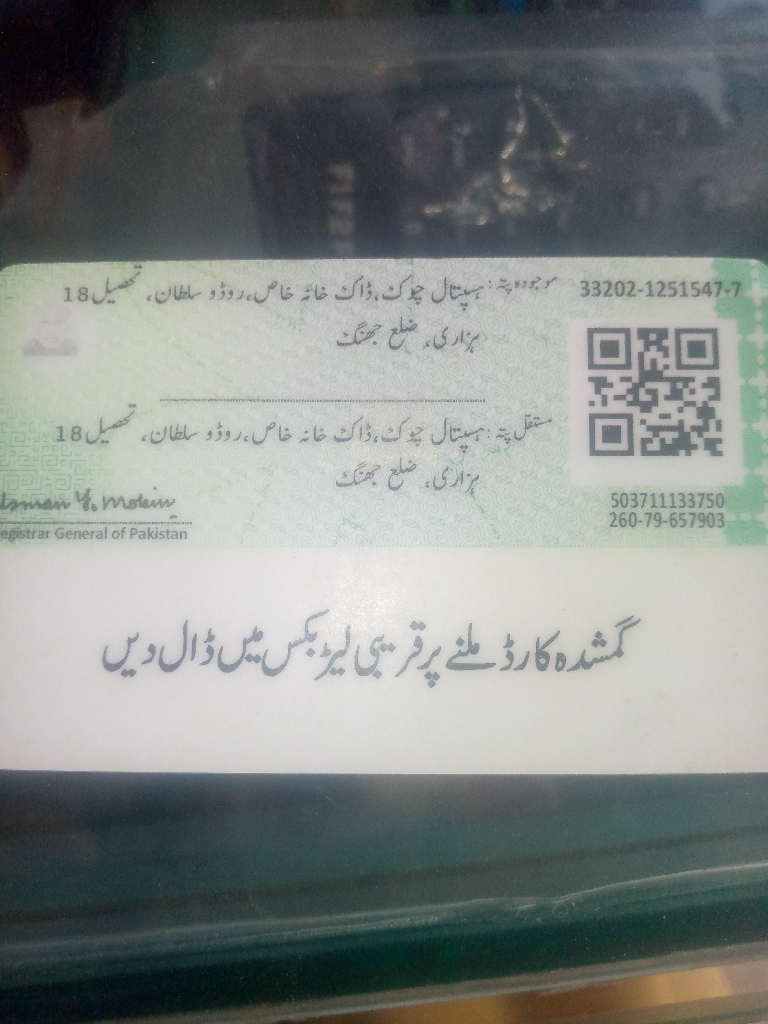 33202-1251547-7
موجودہ پتہ: ہسپتال چوک، ڈاک خانہ خاص، روڈو سلطان، تحصیل 18
ہزاری، ضلع جھنگ
مستقل پتہ: ہسپتال چوک، ڈاک خانہ خاص، روڈو سلطان، تحصیل 18
ہزاری، ضلع جھنگ
503711133750
260-79-657903
egistrar General of Pakistan
گمشدہ کارڈ ملنے پر قریبی لیٹر بکس میں ڈال دیں